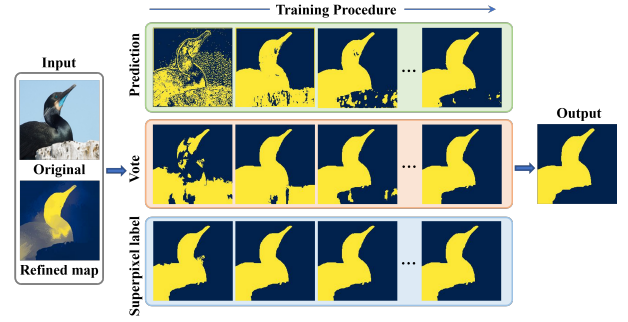 Training Procedure
Input
Original
Refined map
Prediction
...
Vote
...
Superpixel label
...
Output